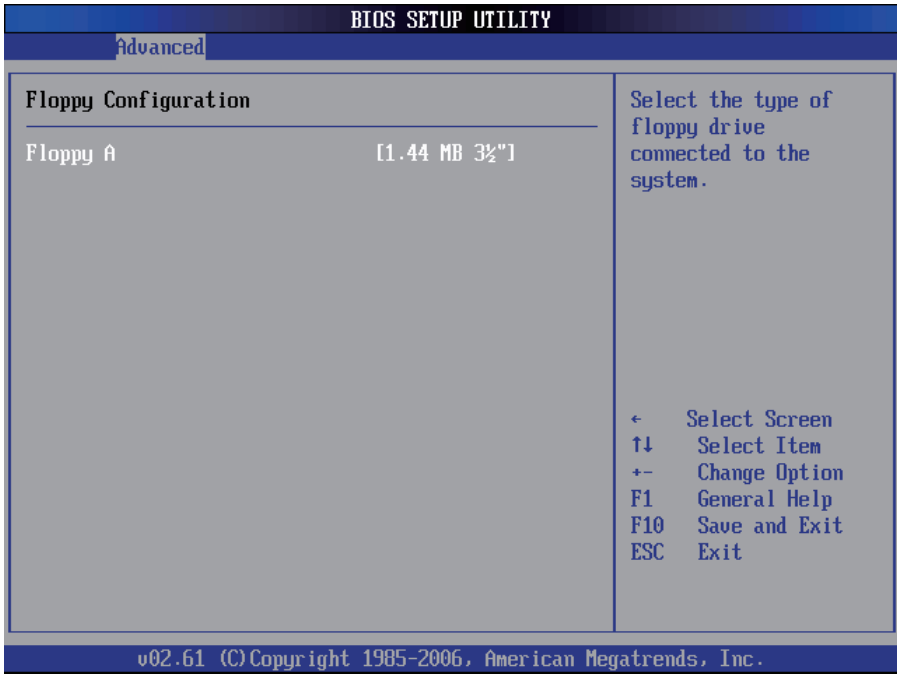 BIOS SETUP UTILITY
Advanced
Floppy Configuration
Floppy A [1.44 MB 3½"]
Select the type of
floppy drive
connected to the
system.
← Select Screen
↑↓ Select Item
+- Change Option
F1 General Help
F10 Save and Exit
ESC Exit
v02.61 (C)Copyright 1985-2006, American Megatrends, Inc.